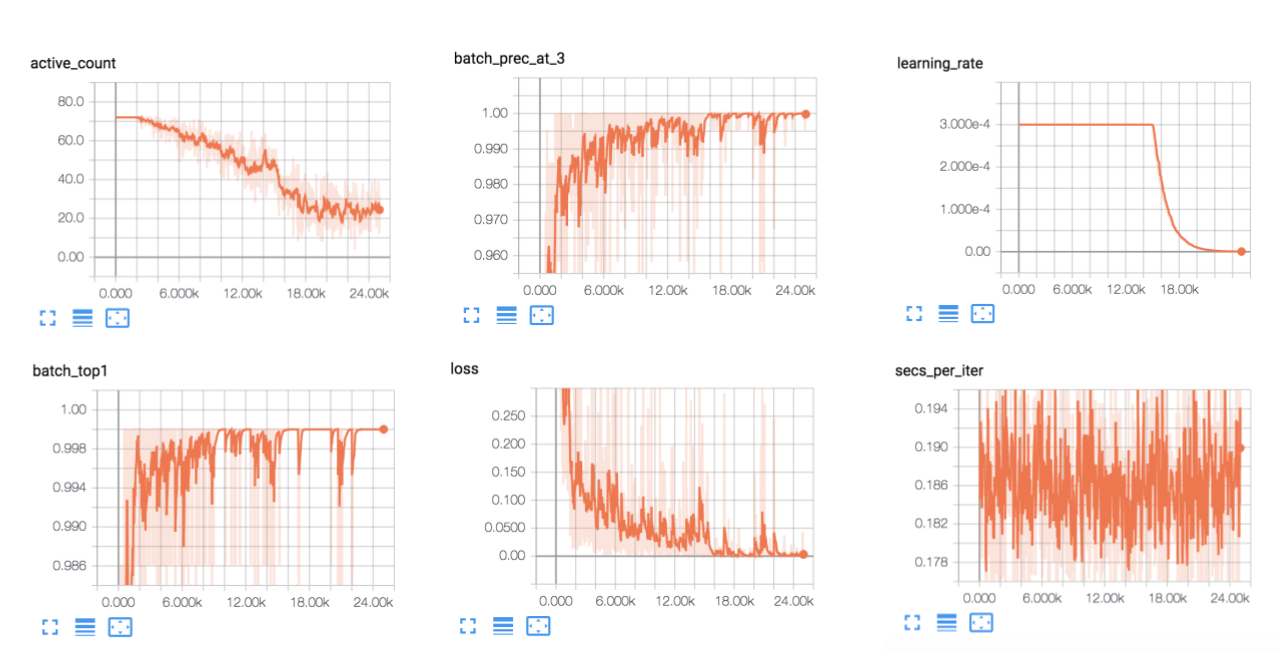 active_count
80.0
60.0
40.0
20.0
0.00
0.000 6.000k 12.00k 18.00k 24.00k
batch_prec_at_3
1.00
0.990
0.980
0.970
0.960
0.000 6.000k 12.00k 18.00k 24.00k
learning_rate
3.000e-4
2.000e-4
1.000e-4
0.00
0.000 6.000k 12.00k 18.00k
batch_top1
1.00
0.998
0.994
0.990
0.986
0.000 6.000k 12.00k 18.00k 24.00k
loss
0.250
0.200
0.150
0.100
0.0500
0.00
0.000 6.000k 12.00k 18.00k 24.00k
secs_per_iter
0.194
0.190
0.186
0.182
0.178
0.000 6.000k 12.00k 18.00k 24.00k